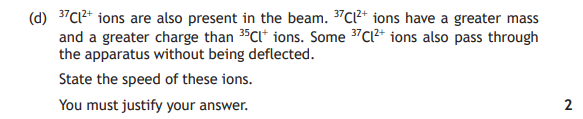 (d) ³⁷Cl²⁺ ions are also present in the beam. ³⁷Cl²⁺ ions have a greater mass
and a greater charge than ³⁵Cl⁺ ions. Some ³⁷Cl²⁺ ions also pass through
the apparatus without being deflected.
State the speed of these ions.
You must justify your answer. 2